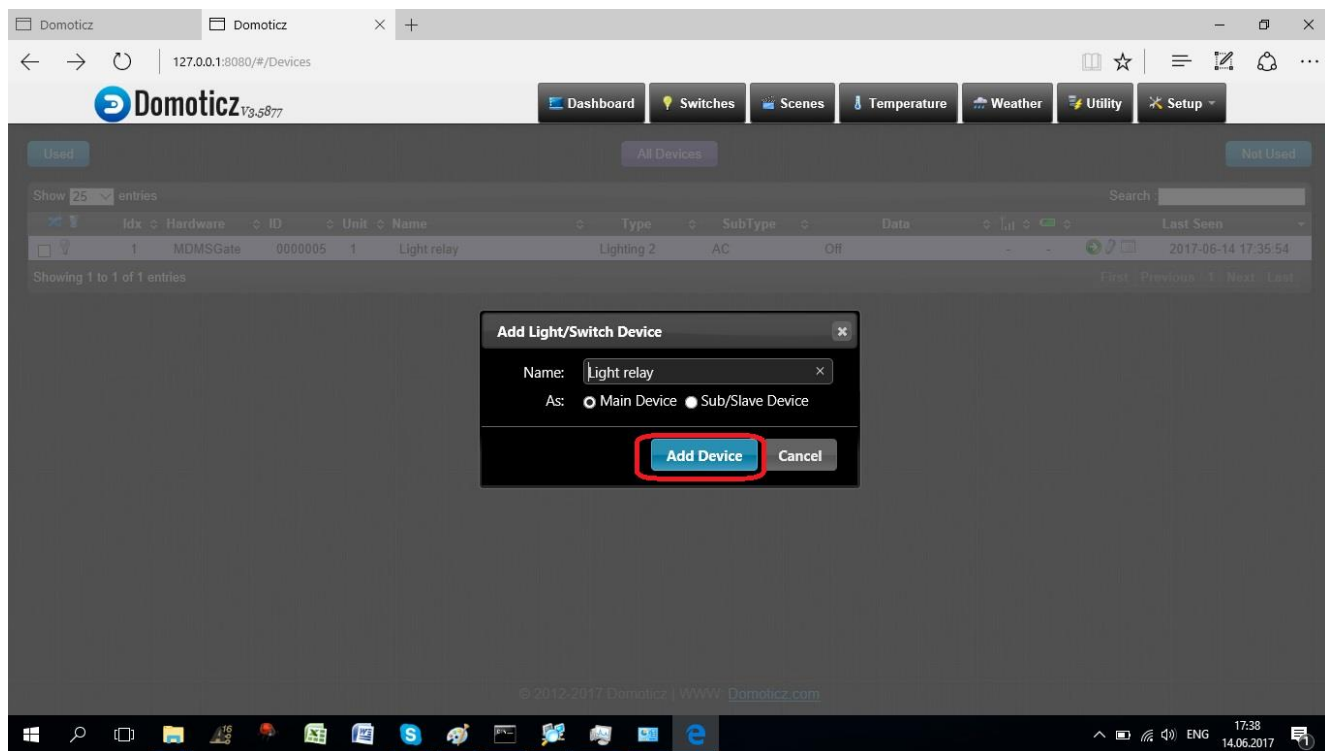 Domoticz Domoticz
127.0.0.1:8080/#/Devices
Domoticz V3.5877 Dashboard Switches Scenes Temperature Weather Utility Setup
Used All Devices Not Used
Show 25 entries Search:
Idx Hardware ID Unit Name Type SubType Data Last Seen
1 MDMSGate 0000005 1 Light relay Lighting 2 AC Off - - 2017-06-14 17:35:54
Showing 1 to 1 of 1 entries First Previous 1 Next Last
Add Light/Switch Device
Name: Light relay
As: Main Device Sub/Slave Device
Add Device Cancel
© 2012-2017 Domoticz | WWW: Domoticz.com
ENG 17:38
14.06.2017